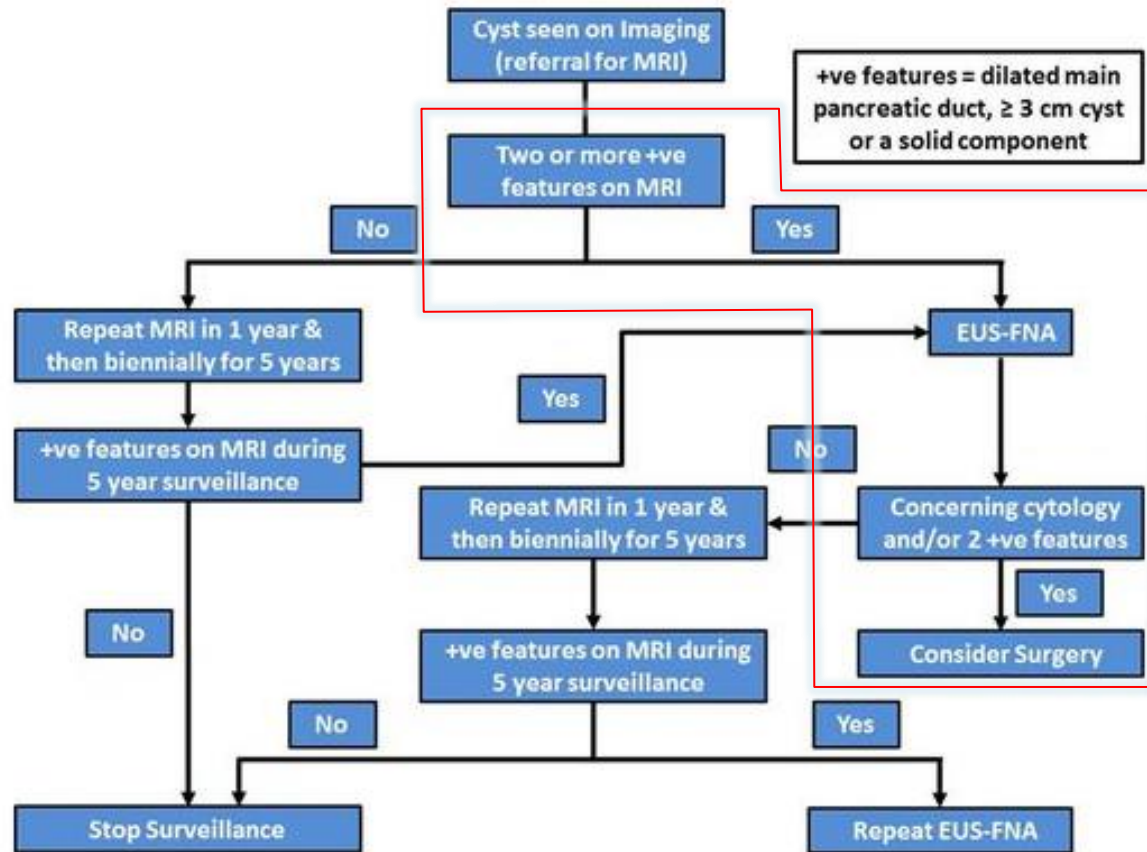 Cyst seen on Imaging
(referral for MRI)
+ve features = dilated main
pancreatic duct, ≥ 3 cm cyst
or a solid component
Two or more +ve
features on MRI
No
Yes
Repeat MRI in 1 year &
then biennially for 5 years
EUS-FNA
Yes
+ve features on MRI during
5 year surveillance
No
Repeat MRI in 1 year &
then biennially for 5 years
Concerning cytology
and/or 2 +ve features
No
Yes
+ve features on MRI during
5 year surveillance
Consider Surgery
No
Yes
Stop Surveillance
Repeat EUS-FNA